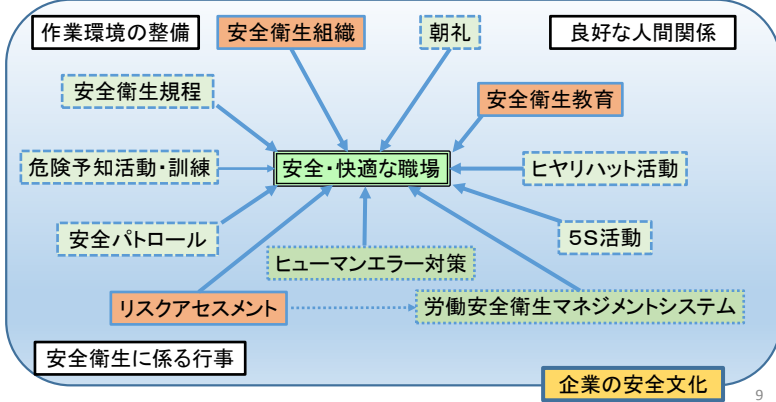 作業環境の整備
安全衛生組織
朝礼
良好な人間関係
安全衛生規程
安全衛生教育
危険予知活動・訓練
安全・快適な職場
ヒヤリハット活動
安全パトロール
5S活動
ヒューマンエラー対策
リスクアセスメント
労働安全衛生マネジメントシステム
安全衛生に係る行事
企業の安全文化
9